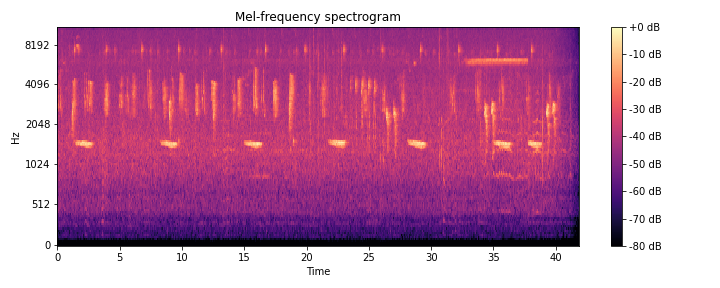 Mel-frequency spectrogram
8192
4096
2048
1024
512
0
Hz
0 5 10 15 20 25 30 35 40
Time
+0 dB
-10 dB
-20 dB
-30 dB
-40 dB
-50 dB
-60 dB
-70 dB
-80 dB